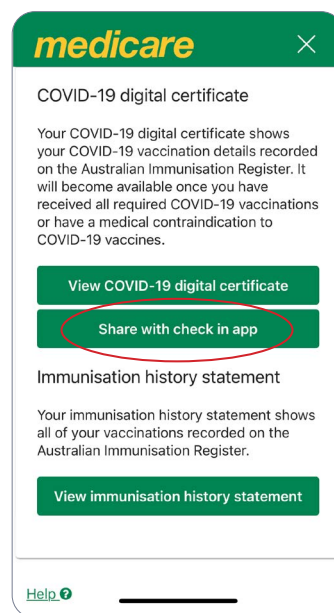 medicare
COVID-19 digital certificate
Your COVID-19 digital certificate shows
your COVID-19 vaccination details recorded
on the Australian Immunisation Register. It
will become available once you have
received all required COVID-19 vaccinations
or have a medical contraindication to
COVID-19 vaccines.
View COVID-19 digital certificate
Share with check in app
Immunisation history statement
Your immunisation history statement shows
all of your vaccinations recorded on the
Australian Immunisation Register.
View immunisation history statement
Help ?